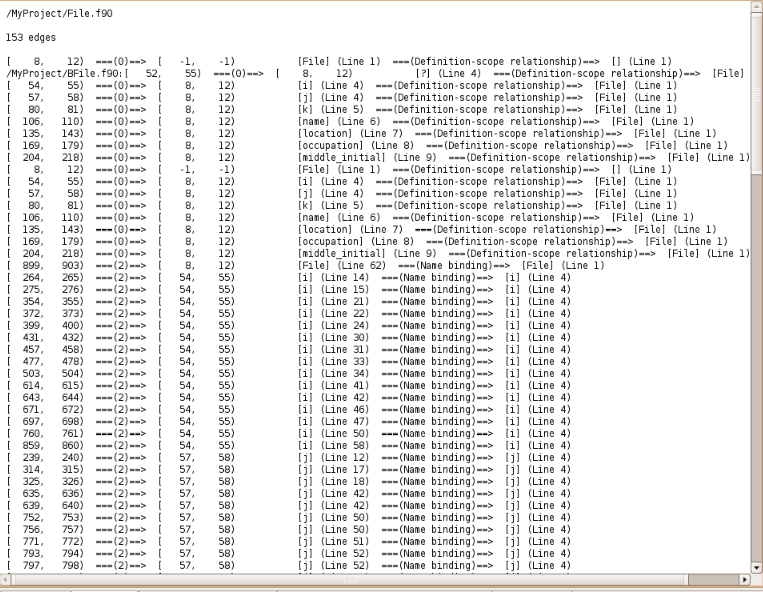 /MyProject/File.f90
153 edges
[ 8, 12) ===(0)==> [ -1, -1) [File] (Line 1) ===(Definition-scope relationship)==> [] (Line 1)
/MyProject/BFile.f90:[ 52, 55) ===(0)==> [ 8, 12) [?] (Line 4) ===(Definition-scope relationship)==> [File]
[ 54, 55) ===(0)==> [ 8, 12) [i] (Line 4) ===(Definition-scope relationship)==> [File] (Line 1)
[ 57, 58) ===(0)==> [ 8, 12) [j] (Line 4) ===(Definition-scope relationship)==> [File] (Line 1)
[ 80, 81) ===(0)==> [ 8, 12) [k] (Line 5) ===(Definition-scope relationship)==> [File] (Line 1)
[ 106, 110) ===(0)==> [ 8, 12) [name] (Line 6) ===(Definition-scope relationship)==> [File] (Line 1)
[ 135, 143) ===(0)==> [ 8, 12) [location] (Line 7) ===(Definition-scope relationship)==> [File] (Line 1)
[ 169, 179) ===(0)==> [ 8, 12) [occupation] (Line 8) ===(Definition-scope relationship)==> [File] (Line 1)
[ 204, 218) ===(0)==> [ 8, 12) [middle_initial] (Line 9) ===(Definition-scope relationship)==> [File] (Line 1)
[ 8, 12) ===(0)==> [ -1, -1) [File] (Line 1) ===(Definition-scope relationship)==> [] (Line 1)
[ 54, 55) ===(0)==> [ 8, 12) [i] (Line 4) ===(Definition-scope relationship)==> [File] (Line 1)
[ 57, 58) ===(0)==> [ 8, 12) [j] (Line 4) ===(Definition-scope relationship)==> [File] (Line 1)
[ 80, 81) ===(0)==> [ 8, 12) [k] (Line 5) ===(Definition-scope relationship)==> [File] (Line 1)
[ 106, 110) ===(0)==> [ 8, 12) [name] (Line 6) ===(Definition-scope relationship)==> [File] (Line 1)
[ 135, 143) ===(0)==> [ 8, 12) [location] (Line 7) ===(Definition-scope relationship)==> [File] (Line 1)
[ 169, 179) ===(0)==> [ 8, 12) [occupation] (Line 8) ===(Definition-scope relationship)==> [File] (Line 1)
[ 204, 218) ===(0)==> [ 8, 12) [middle_initial] (Line 9) ===(Definition-scope relationship)==> [File] (Line 1)
[ 899, 903) ===(2)==> [ 8, 12) [File] (Line 62) ===(Name binding)==> [File] (Line 1)
[ 264, 265) ===(2)==> [ 54, 55) [i] (Line 14) ===(Name binding)==> [i] (Line 4)
[ 275, 276) ===(2)==> [ 54, 55) [i] (Line 15) ===(Name binding)==> [i] (Line 4)
[ 354, 355) ===(2)==> [ 54, 55) [i] (Line 21) ===(Name binding)==> [i] (Line 4)
[ 372, 373) ===(2)==> [ 54, 55) [i] (Line 22) ===(Name binding)==> [i] (Line 4)
[ 399, 400) ===(2)==> [ 54, 55) [i] (Line 24) ===(Name binding)==> [i] (Line 4)
[ 431, 432) ===(2)==> [ 54, 55) [i] (Line 30) ===(Name binding)==> [i] (Line 4)
[ 457, 458) ===(2)==> [ 54, 55) [i] (Line 31) ===(Name binding)==> [i] (Line 4)
[ 477, 478) ===(2)==> [ 54, 55) [i] (Line 33) ===(Name binding)==> [i] (Line 4)
[ 503, 504) ===(2)==> [ 54, 55) [i] (Line 34) ===(Name binding)==> [i] (Line 4)
[ 614, 615) ===(2)==> [ 54, 55) [i] (Line 41) ===(Name binding)==> [i] (Line 4)
[ 643, 644) ===(2)==> [ 54, 55) [i] (Line 42) ===(Name binding)==> [i] (Line 4)
[ 671, 672) ===(2)==> [ 54, 55) [i] (Line 46) ===(Name binding)==> [i] (Line 4)
[ 697, 698) ===(2)==> [ 54, 55) [i] (Line 47) ===(Name binding)==> [i] (Line 4)
[ 760, 761) ===(2)==> [ 54, 55) [i] (Line 50) ===(Name binding)==> [i] (Line 4)
[ 859, 860) ===(2)==> [ 54, 55) [i] (Line 58) ===(Name binding)==> [i] (Line 4)
[ 239, 240) ===(2)==> [ 57, 58) [j] (Line 12) ===(Name binding)==> [j] (Line 4)
[ 314, 315) ===(2)==> [ 57, 58) [j] (Line 17) ===(Name binding)==> [j] (Line 4)
[ 325, 326) ===(2)==> [ 57, 58) [j] (Line 18) ===(Name binding)==> [j] (Line 4)
[ 635, 636) ===(2)==> [ 57, 58) [j] (Line 42) ===(Name binding)==> [j] (Line 4)
[ 639, 640) ===(2)==> [ 57, 58) [j] (Line 42) ===(Name binding)==> [j] (Line 4)
[ 752, 753) ===(2)==> [ 57, 58) [j] (Line 50) ===(Name binding)==> [j] (Line 4)
[ 756, 757) ===(2)==> [ 57, 58) [j] (Line 50) ===(Name binding)==> [j] (Line 4)
[ 771, 772) ===(2)==> [ 57, 58) [j] (Line 51) ===(Name binding)==> [j] (Line 4)
[ 793, 794) ===(2)==> [ 57, 58) [j] (Line 52) ===(Name binding)==> [j] (Line 4)
[ 797, 798) ===(2)==> [ 57, 58) [j] (Line 52) ===(Name binding)==> [j] (Line 4)